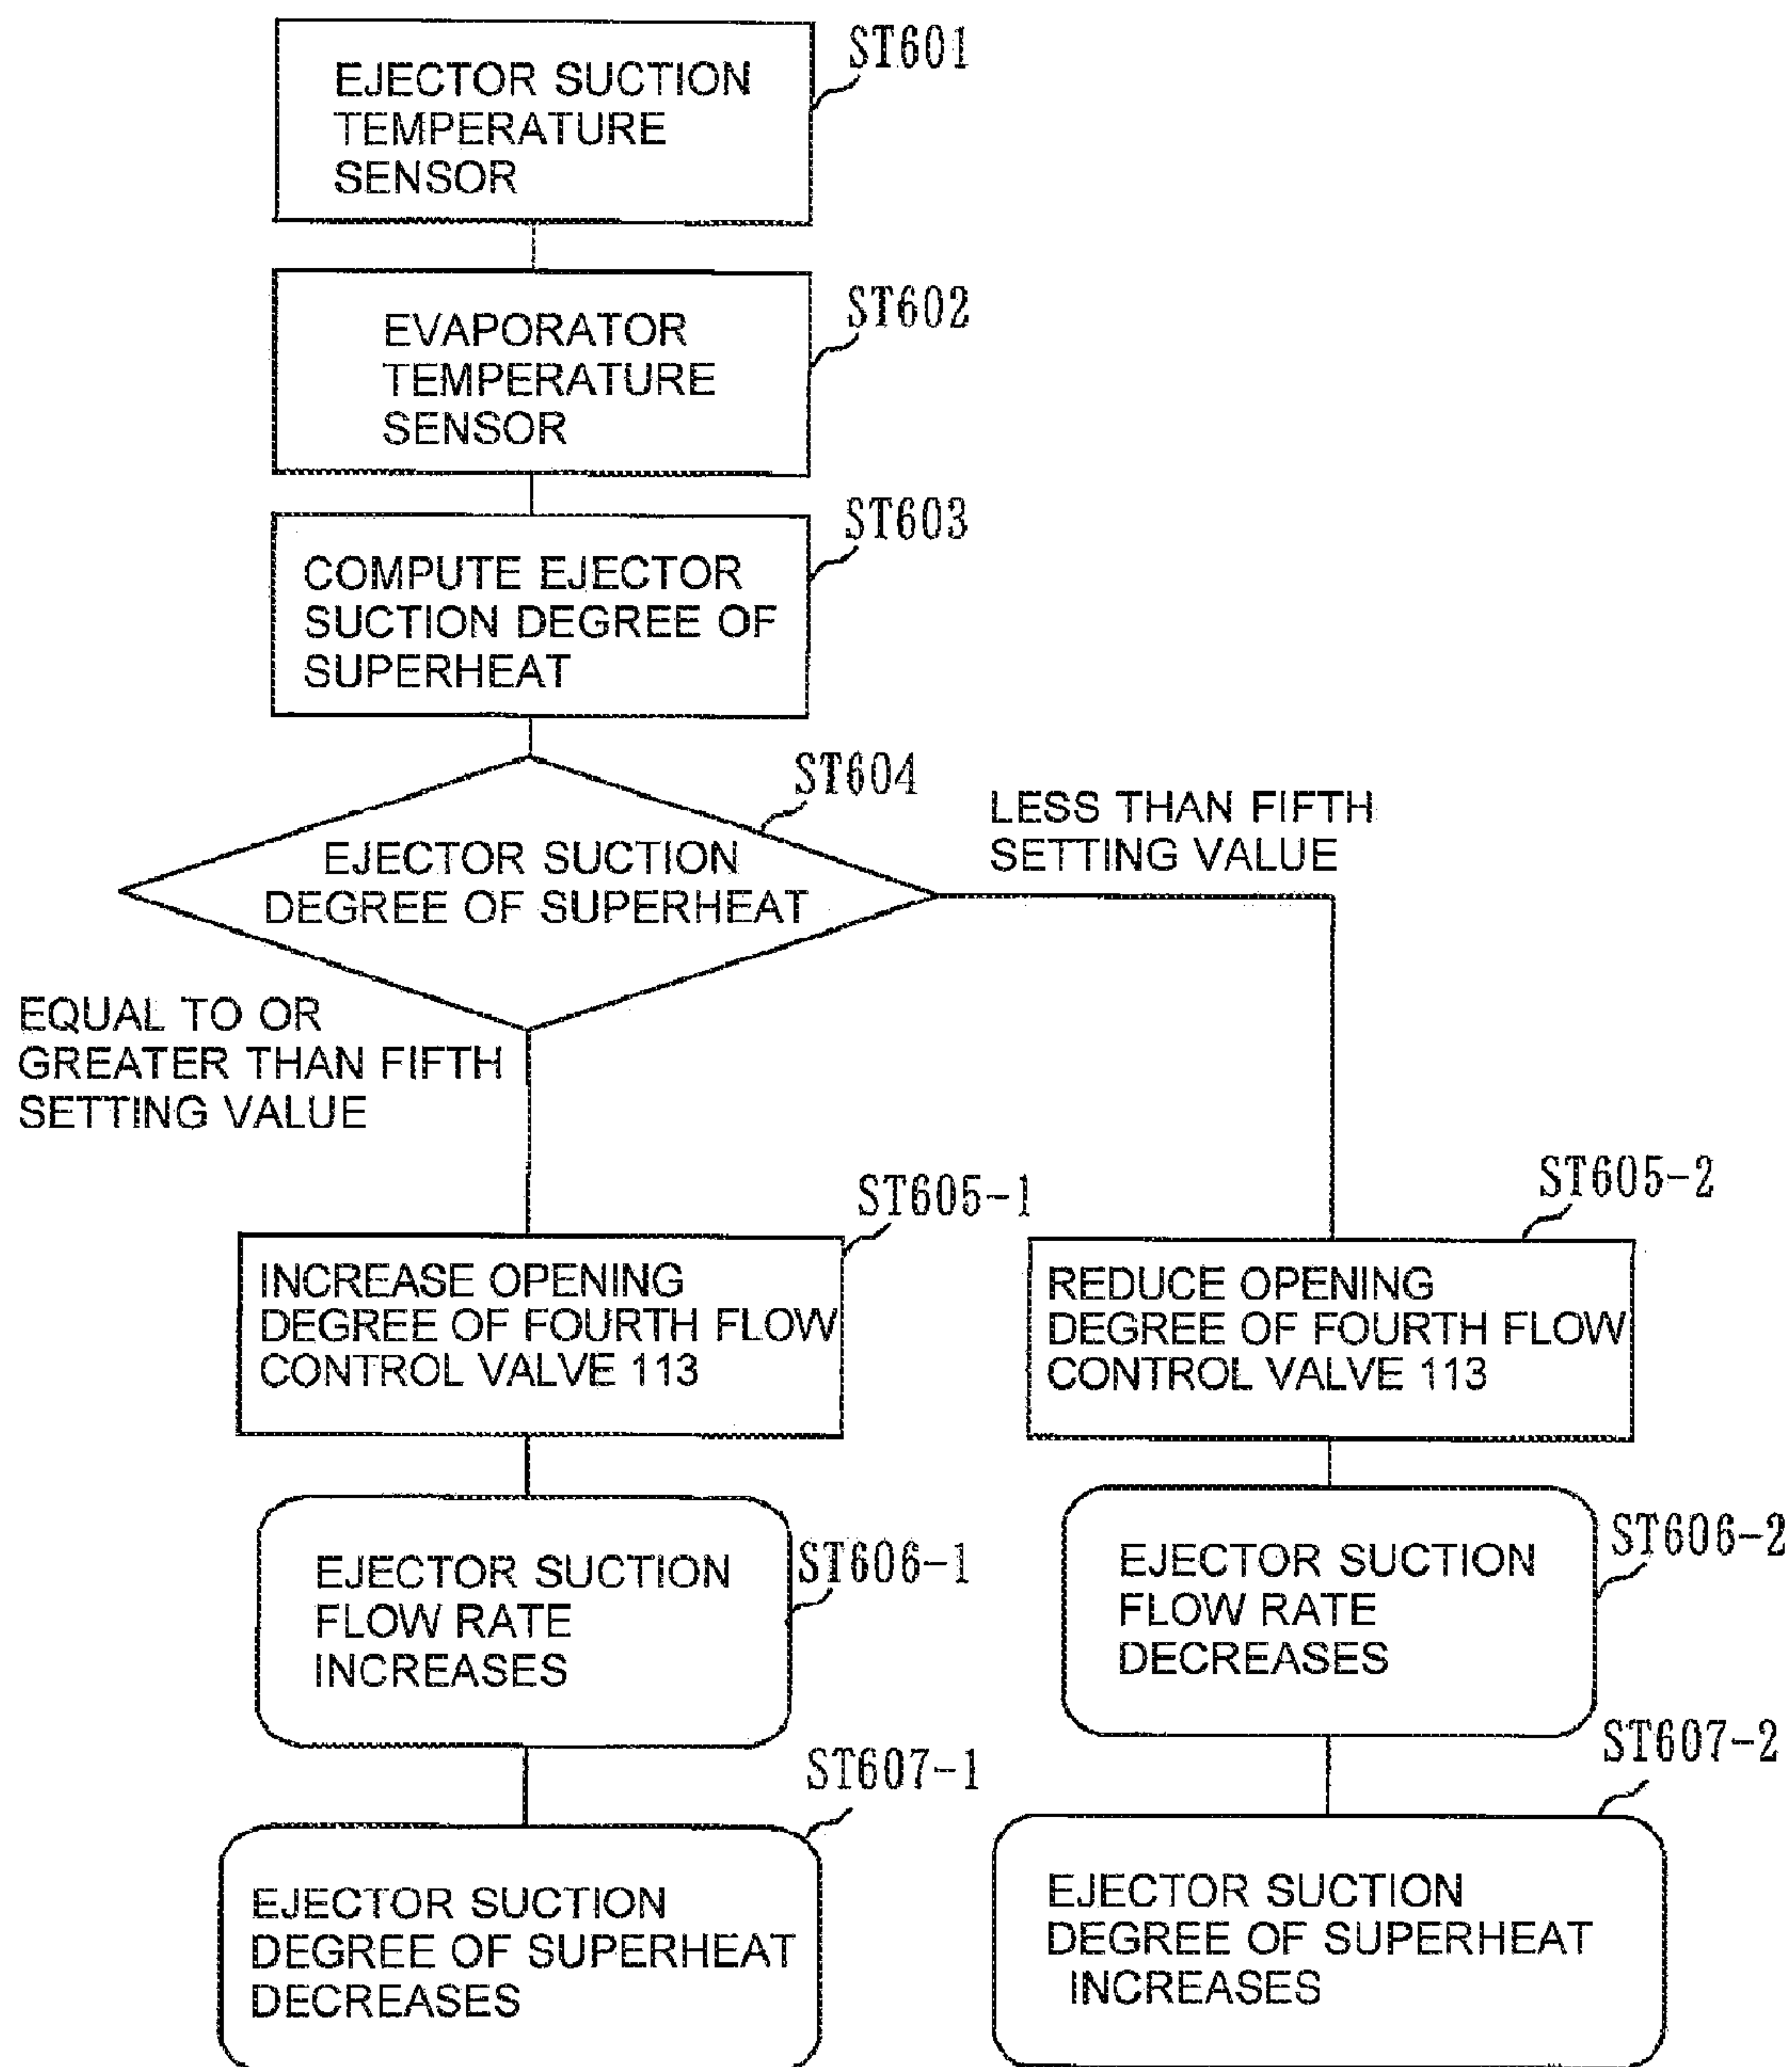 EJECTOR SUCTION
TEMPERATURE
SENSOR
ST601
EVAPORATOR
TEMPERATURE
SENSOR
ST602
COMPUTE EJECTOR
SUCTION DEGREE OF
SUPERHEAT
ST603
EJECTOR SUCTION
DEGREE OF SUPERHEAT
ST604
LESS THAN FIFTH
SETTING VALUE
EQUAL TO OR
GREATER THAN FIFTH
SETTING VALUE
INCREASE OPENING
DEGREE OF FOURTH FLOW
CONTROL VALVE 113
ST605-1
REDUCE OPENING
DEGREE OF FOURTH FLOW
CONTROL VALVE 113
ST605-2
EJECTOR SUCTION
FLOW RATE
INCREASES
ST606-1
EJECTOR SUCTION
FLOW RATE
DECREASES
ST606-2
EJECTOR SUCTION
DEGREE OF SUPERHEAT
DECREASES
ST607-1
EJECTOR SUCTION
DEGREE OF SUPERHEAT
INCREASES
ST607-2